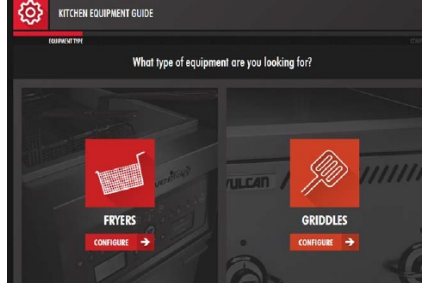 KITCHEN EQUIPMENT GUIDE
EQUIPMENT TYPE
What type of equipment are you looking for?
VULCAN
FRYERS
GRIDDLES
CONFIGURE
CONFIGURE